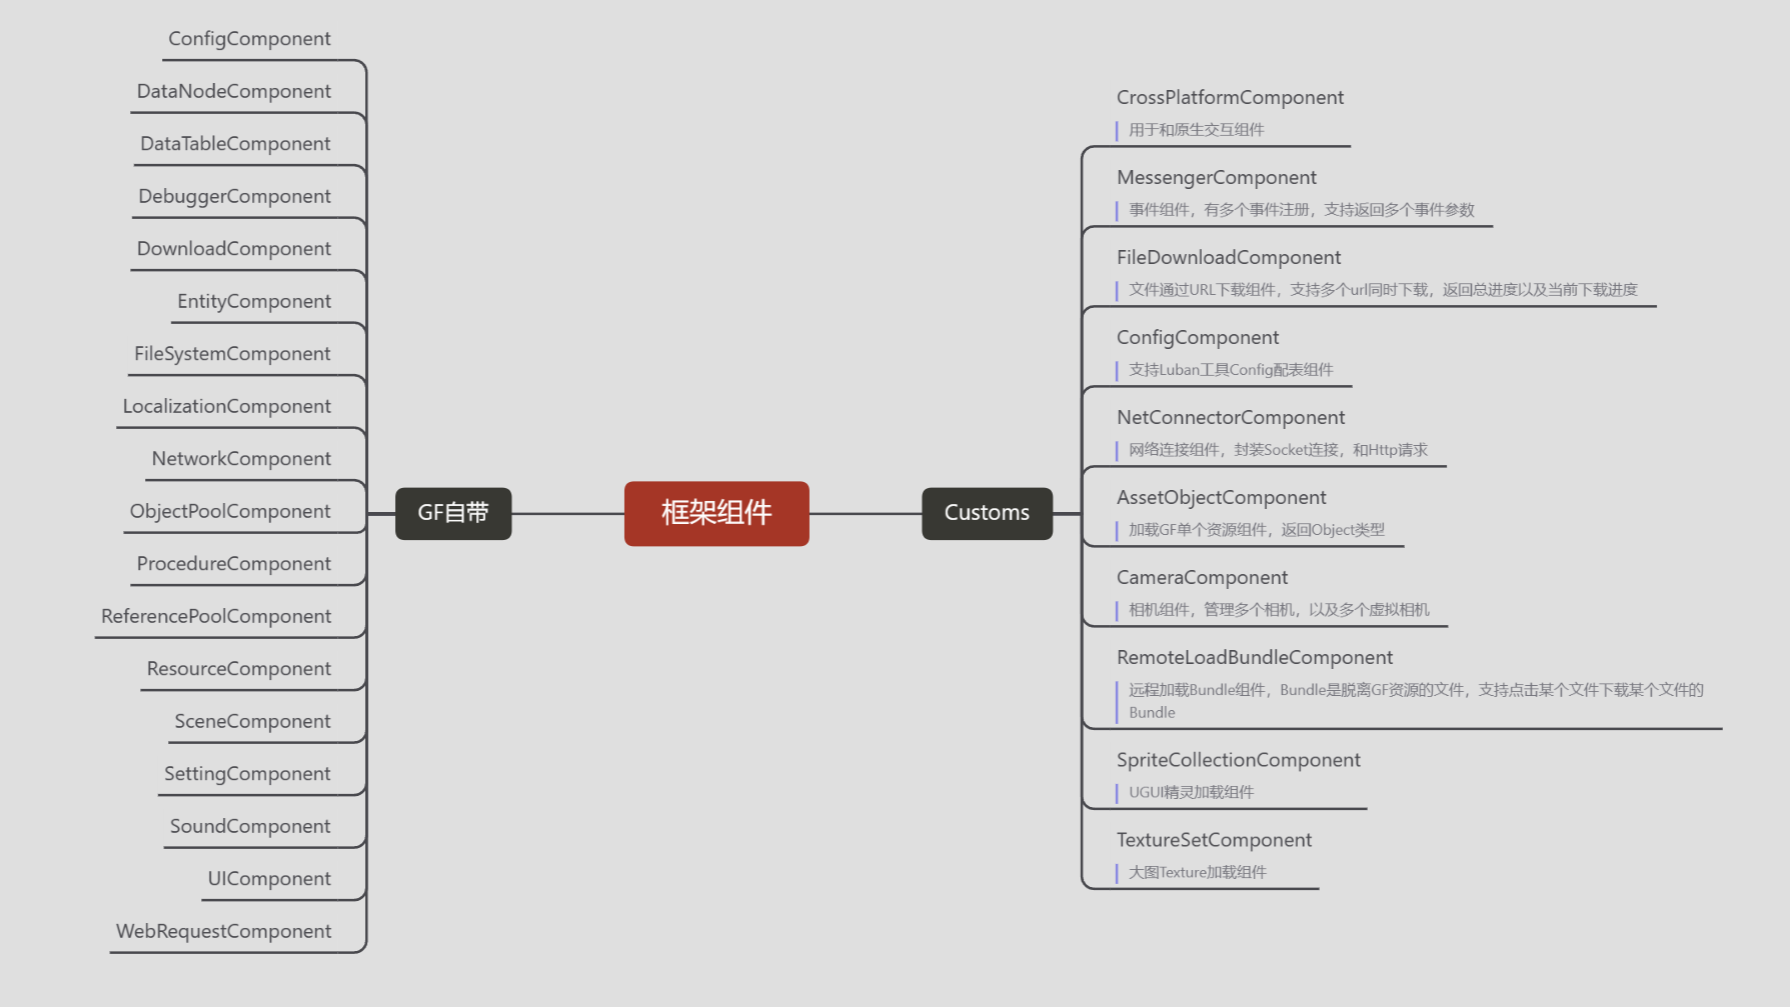 ConfigComponent
DataNodeComponent
DataTableComponent
DebuggerComponent
DownloadComponent
EntityComponent
FileSystemComponent
LocalizationComponent
NetworkComponent
ObjectPoolComponent
ProcedureComponent
ReferencePoolComponent
ResourceComponent
SceneComponent
SettingComponent
SoundComponent
UIComponent
WebRequestComponent
GF自带
框架组件
Customs
CrossPlatformComponent
用于和原生交互组件
MessengerComponent
事件组件，有多个事件注册，支持返回多个事件参数
FileDownloadComponent
文件通过URL下载组件，支持多个url同时下载，返回总进度以及当前下载进度
ConfigComponent
支持Luban工具Config配表组件
NetConnectorComponent
网络连接组件，封装Socket连接，和Http请求
AssetObjectComponent
加载GF单个资源组件，返回Object类型
CameraComponent
相机组件，管理多个相机，以及多个虚拟相机
RemoteLoadBundleComponent
远程加载Bundle组件，Bundle是脱离GF资源的文件，支持点击某个文件下载某个文件的
Bundle
SpriteCollectionComponent
UGUI精灵加载组件
TextureSetComponent
大图Texture加载组件